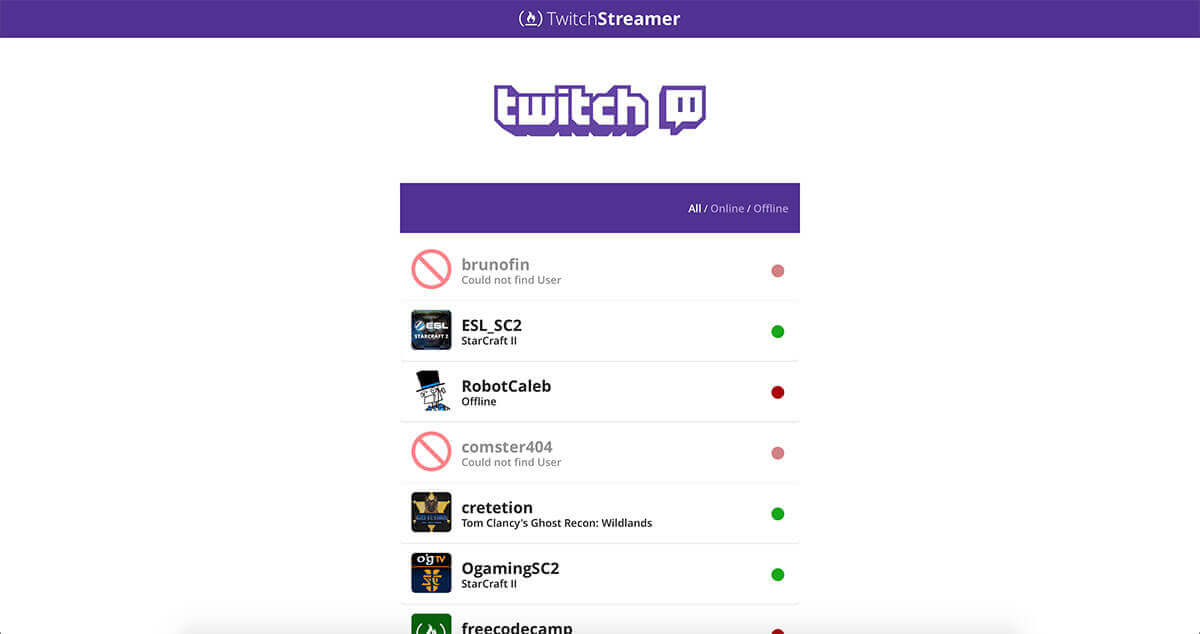 TwitchStreamer
twitch
All / Online / Offline
brunofin
Could not find User
ESL
STARCRAFT 2
ESL_SC2
StarCraft II
RobotCaleb
Offline
comster404
Could not find User
cretetion
Tom Clancy's Ghost Recon: Wildlands
O'G TV
OgamingSC2
StarCraft II
freecodecamp